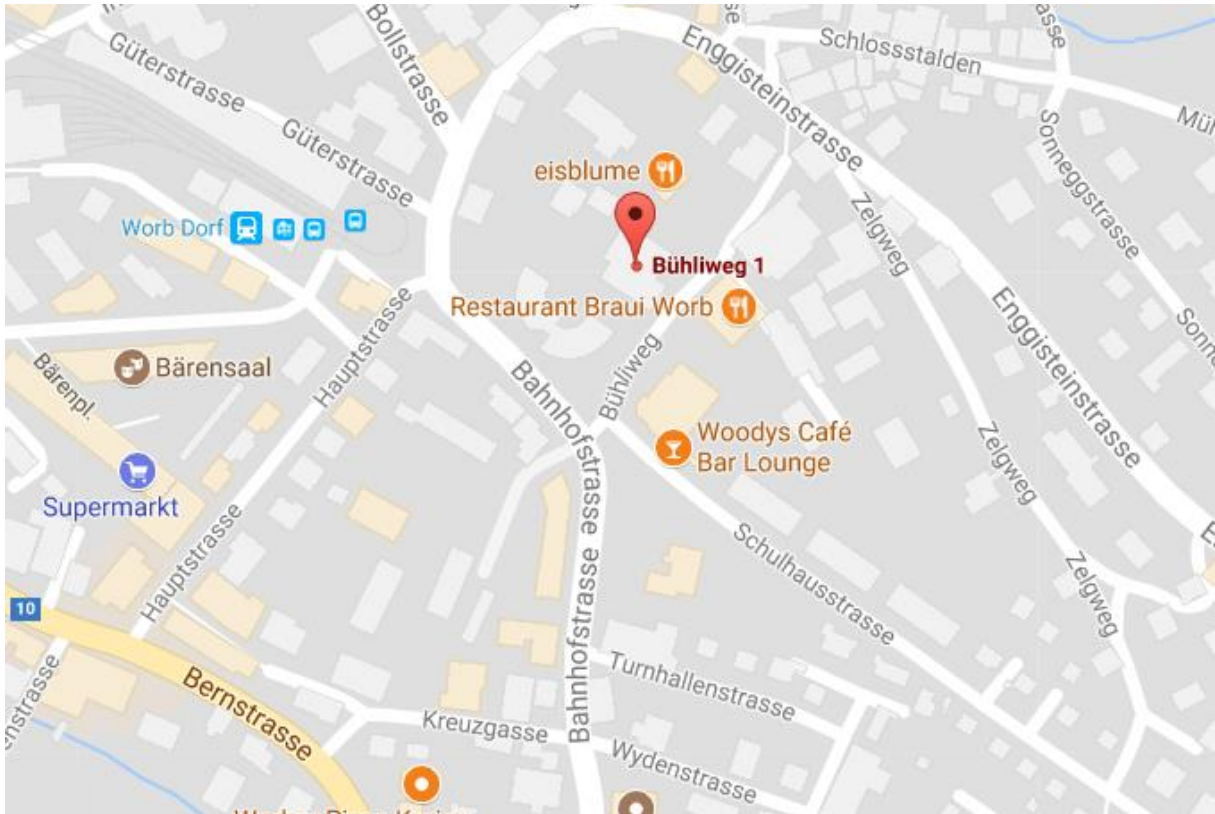 Bollstrasse
Güterstrasse
Güterstrasse
Enggisteinstrasse
Schlossstalden
Sonneggstrasse
eisblume
Zelgweg
Worb Dorf
Bühliweg 1
Restaurant Braui Worb
Enggisteinstrasse
Hauptstrasse
Bärensaal
Bärenpl.
Bahnhofstrasse
Bühliweg
Woodys Café
Bar Lounge
Zelgweg
Supermarkt
Hauptstrasse
Schulhausstrasse
Zelgweg
10
Bernstrasse
Bahnhofstrasse
Turnhallenstrasse
Kreuzgasse
Wydenstrasse